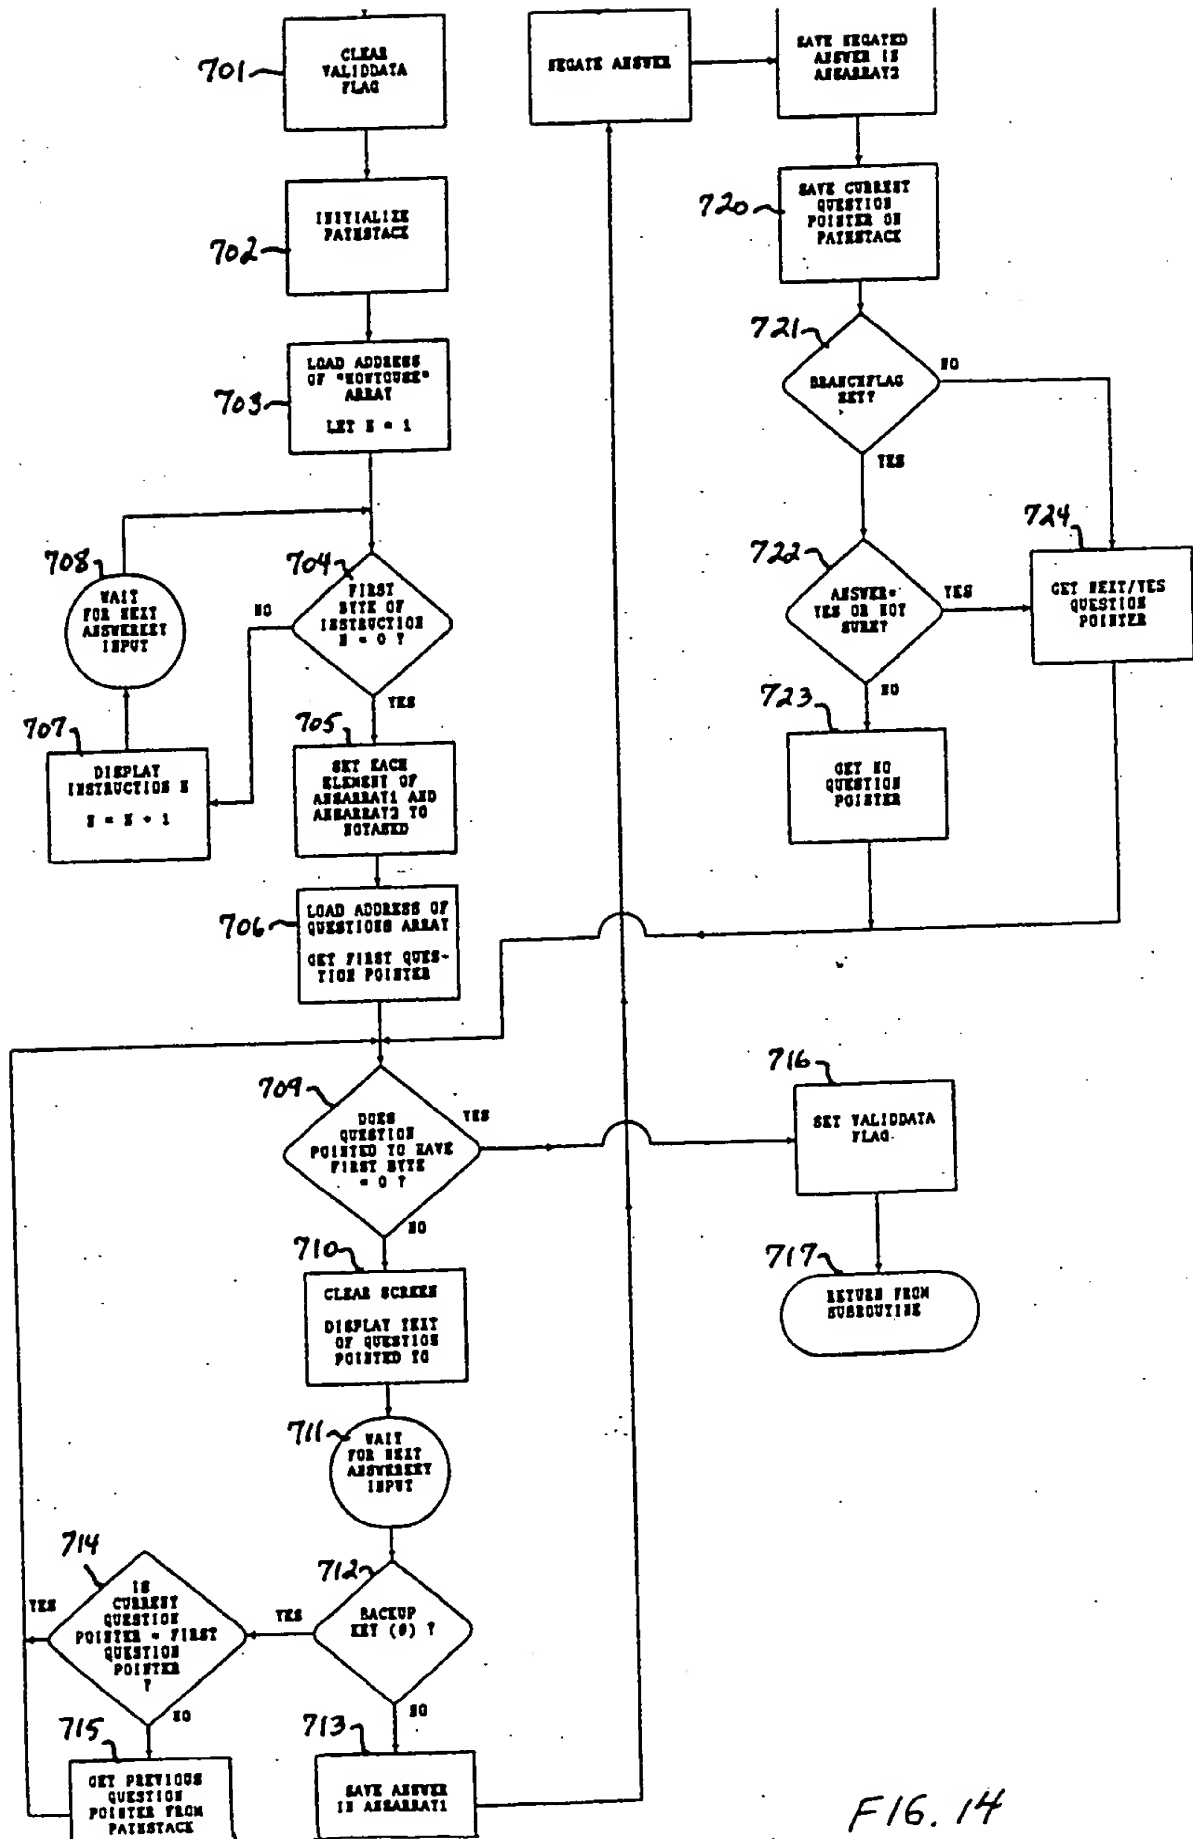 701
CLEAR
VALIDDATA
FLAG
702
INITIALIZE
PATHSTACK
703
LOAD ADDRESS
OF "HOWTOUSE"
ARRAY
LET N = 1
704
FIRST
BYTE OF
INSTRUCTION
N = 0 ?
NO
YES
708
WAIT
FOR NEXT
ANSWERKEY
INPUT
707
DISPLAY
INSTRUCTION N
N = N + 1
705
SET EACH
ELEMENT OF
ANSARRAY1 AND
ANSARRAY2 TO
NOTASKED
706
LOAD ADDRESS OF
QUESTIONS ARRAY
GET FIRST QUES-
TION POINTER
709
DOES
QUESTION
POINTED TO HAVE
FIRST BYTE
= 0 ?
YES
NO
710
CLEAR SCREEN
DISPLAY TEXT
OF QUESTION
POINTED TO
711
WAIT
FOR NEXT
ANSWERKEY
INPUT
712
BACKUP
KEY (0) ?
YES
NO
714
IS
CURRENT
QUESTION
POINTER = FIRST
QUESTION
POINTER
?
YES
NO
715
GET PREVIOUS
QUESTION
POINTER FROM
PATHSTACK
713
SAVE ANSWER
IN ANSARRAY1
NEGATE ANSWER
SAVE NEGATED
ANSWER IN
ANSARRAY2
720
SAVE CURRENT
QUESTION
POINTER ON
PATHSTACK
721
BRANCHFLAG
SET?
NO
YES
722
ANSWER=
YES OR NOT
SURE?
YES
NO
724
GET NEXT/YES
QUESTION
POINTER
723
GET NO
QUESTION
POINTER
716
SET VALIDDATA
FLAG
717
RETURN FROM
SUBROUTINE
FIG. 14